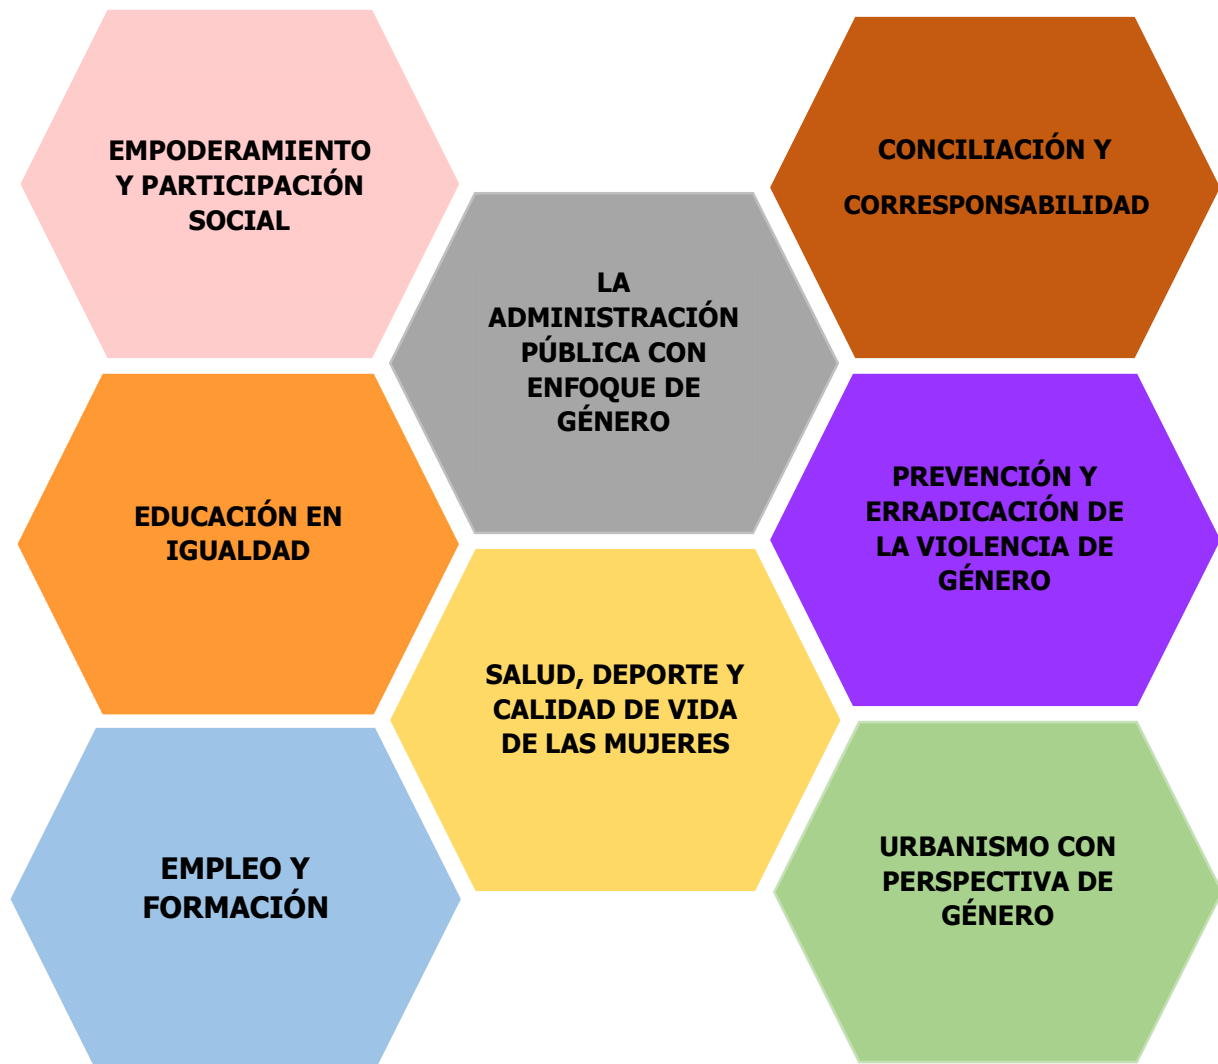 EMPODERAMIENTO
Y PARTICIPACIÓN
SOCIAL
CONCILIACIÓN Y
CORRESPONSABILIDAD
LA
ADMINISTRACIÓN
PÚBLICA CON
ENFOQUE DE
GÉNERO
EDUCACIÓN EN
IGUALDAD
PREVENCIÓN Y
ERRADICACIÓN DE
LA VIOLENCIA DE
GÉNERO
SALUD, DEPORTE Y
CALIDAD DE VIDA
DE LAS MUJERES
EMPLEO Y
FORMACIÓN
URBANISMO CON
PERSPECTIVA DE
GÉNERO